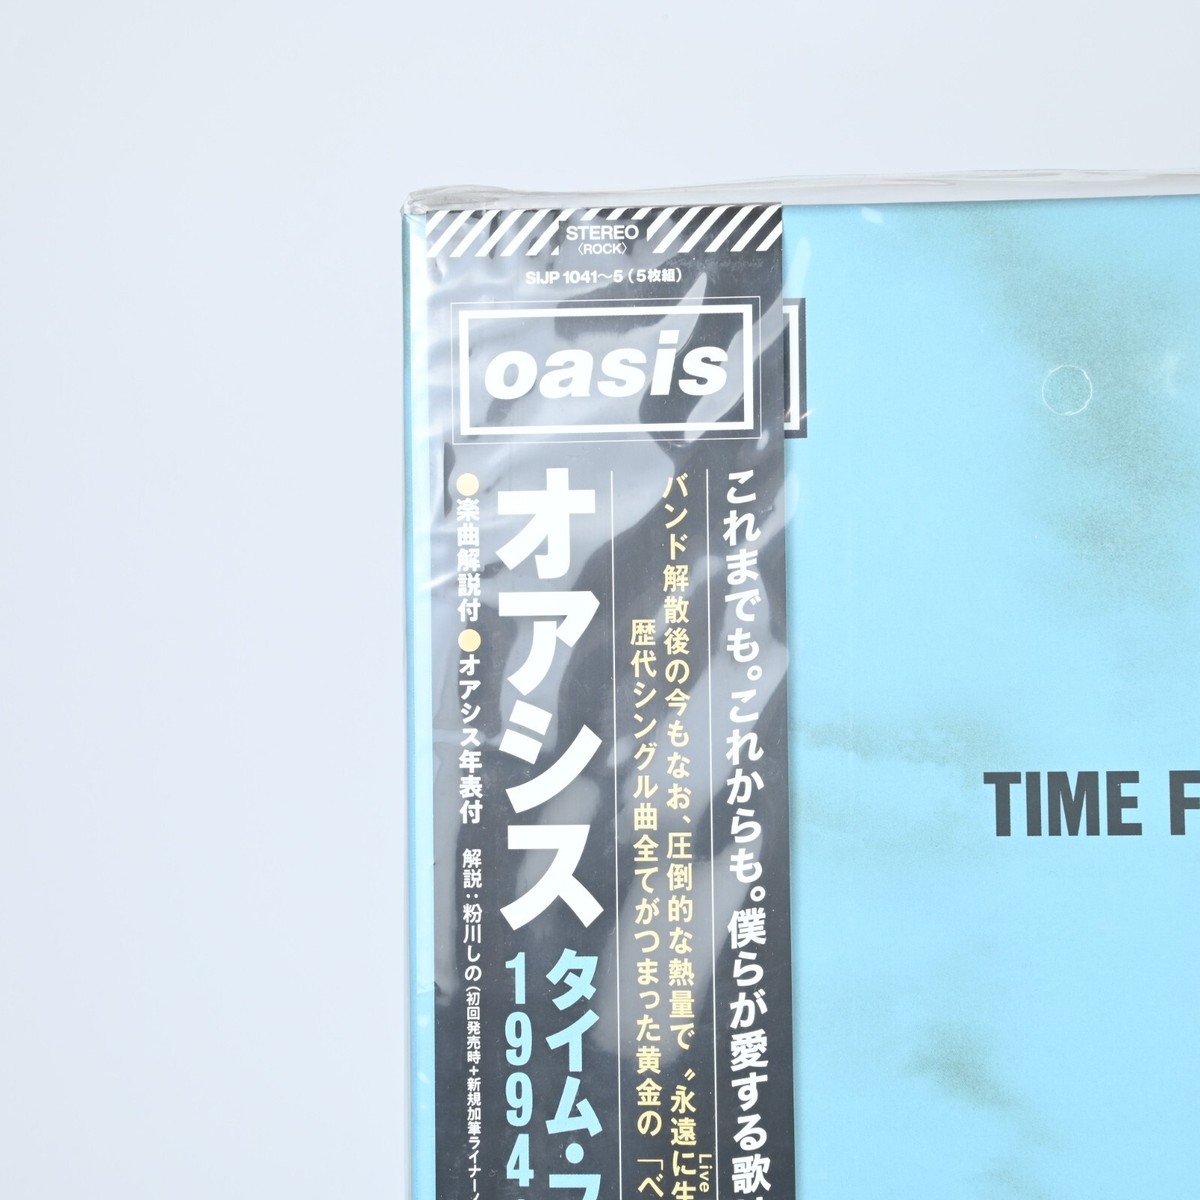 STEREO
〈ROCK〉
SIJP 1041〜5 (5枚組)
oasis
これまでも。これからも。僕らが愛する歌
バンド解散後の今もなお、圧倒的な熱量で〝永遠に生
Live
歴代シングル曲全てがつまった黄金の「ベ
オアシス
タイム・フ
1994
●楽曲解説付●オアシス年表付
解説：粉川しの(初回発売時+新規加筆ライナーノ
TIME F